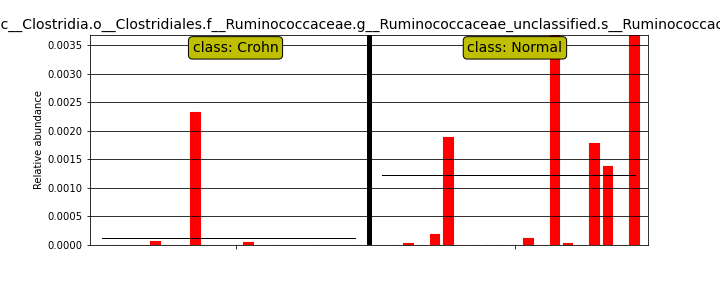 c__Clostridia.o__Clostridiales.f__Ruminococcaceae.g__Ruminococcaceae_unclassified.s__Ruminococcac
class: Crohn
class: Normal
Relative abundance
0.0035
0.0030
0.0025
0.0020
0.0015
0.0010
0.0005
0.0000